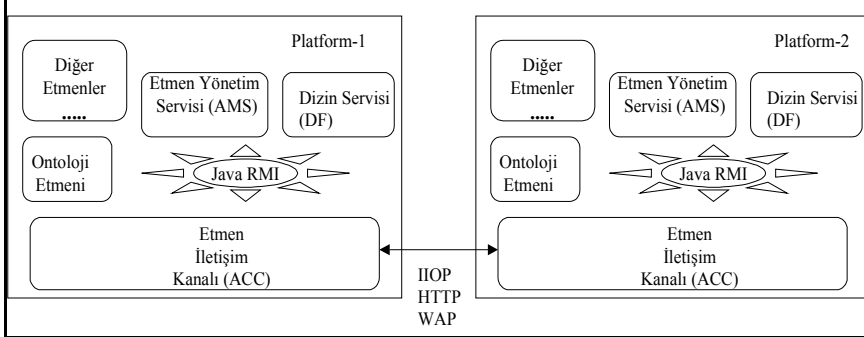 Platform-1
Diğer
Etmenler
.....
Etmen Yönetim
Servisi (AMS)
Dizin Servisi
(DF)
Ontoloji
Etmeni
Java RMI
Etmen
İletişim
Kanalı (ACC)
IIOP
HTTP
WAP
Platform-2
Diğer
Etmenler
.....
Etmen Yönetim
Servisi (AMS)
Dizin Servisi
(DF)
Ontoloji
Etmeni
Java RMI
Etmen
İletişim
Kanalı (ACC)